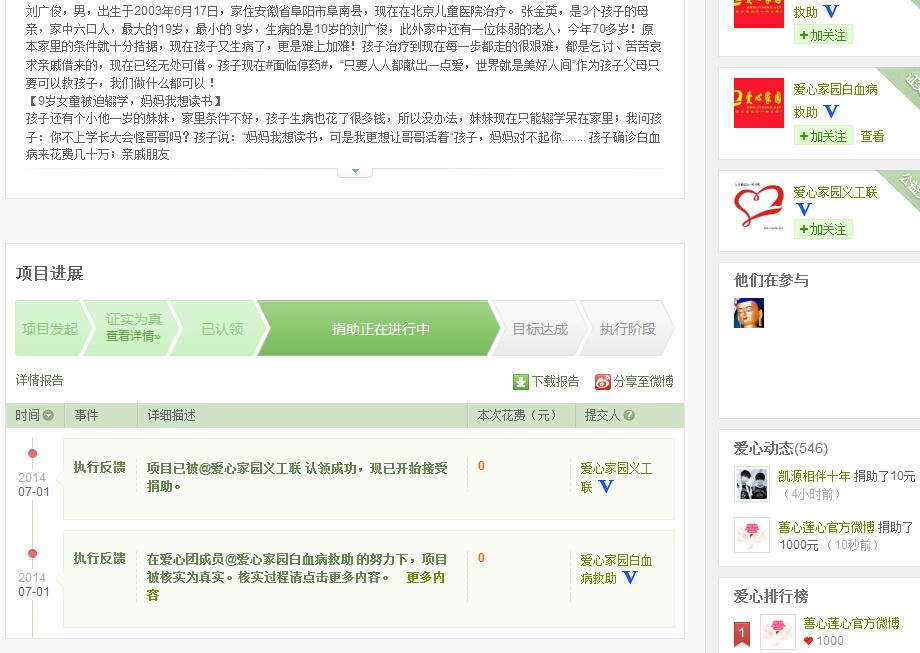 刘广俊，男，出生于2003年6月17日，家住安徽省阜阳市阜南县，现在在北京儿童医院治疗。 张金英，是3个孩子的母
亲，家中六口人，最大的19岁，最小的 9岁，生病的是10岁的刘广俊，此外家中还有一位体弱的老人，今年70多岁！原
本家里的条件就十分拮据，现在孩子又生病了，更是难上加难！孩子治疗到现在每一步都走的很艰难，都是乞讨、苦苦哀
求亲戚借来的，现在已经无处可借。孩子现在#面临停药#，“只要人人都献出一点爱，世界就是美好人间”作为孩子父母只
要可以救孩子，我们做什么都可以！
【9岁女童被迫辍学，妈妈我想读书】
孩子还有个小他一岁的妹妹，家里条件不好，孩子生病也花了很多钱，所以没办法，妹妹现在只能辍学呆在家里；我问孩
子：你不上学长大会怪哥哥吗？孩子说：“妈妈我想读书，可是我更想让哥哥活着“孩子，妈妈对不起你........ 孩子确诊白血
病来花费几十万；亲戚朋友
项目进展
项目发起
证实为真
查看详情»
已认领
捐助正在进行中
目标达成
执行阶段
详情报告
下载报告
分享至微博
时间 事件 详细描述 本次花费（元） 提交人
2014
07-01
执行反馈
项目已被@爱心家园义工联 认领成功，现已开始接受
捐助。
0
爱心家园义工
联 V
2014
07-01
执行反馈
在爱心团成员@爱心家园白血病救助 的努力下，项目
被核实为真实。核实过程请点击更多内容。 更多内
容
0
爱心家园白血
病救助 V
救助 V
+加关注
爱心家园
爱心家园白血病
救助 V
+加关注 查看
爱心家园义工联
V
+加关注
公益
他们在参与
爱心动态(546)
凯源相伴十年 捐助了10元
（4小时前）
善心莲心官方微博 捐助了
1000元 （10秒前）
爱心排行榜
1
善心莲心官方微博
1000